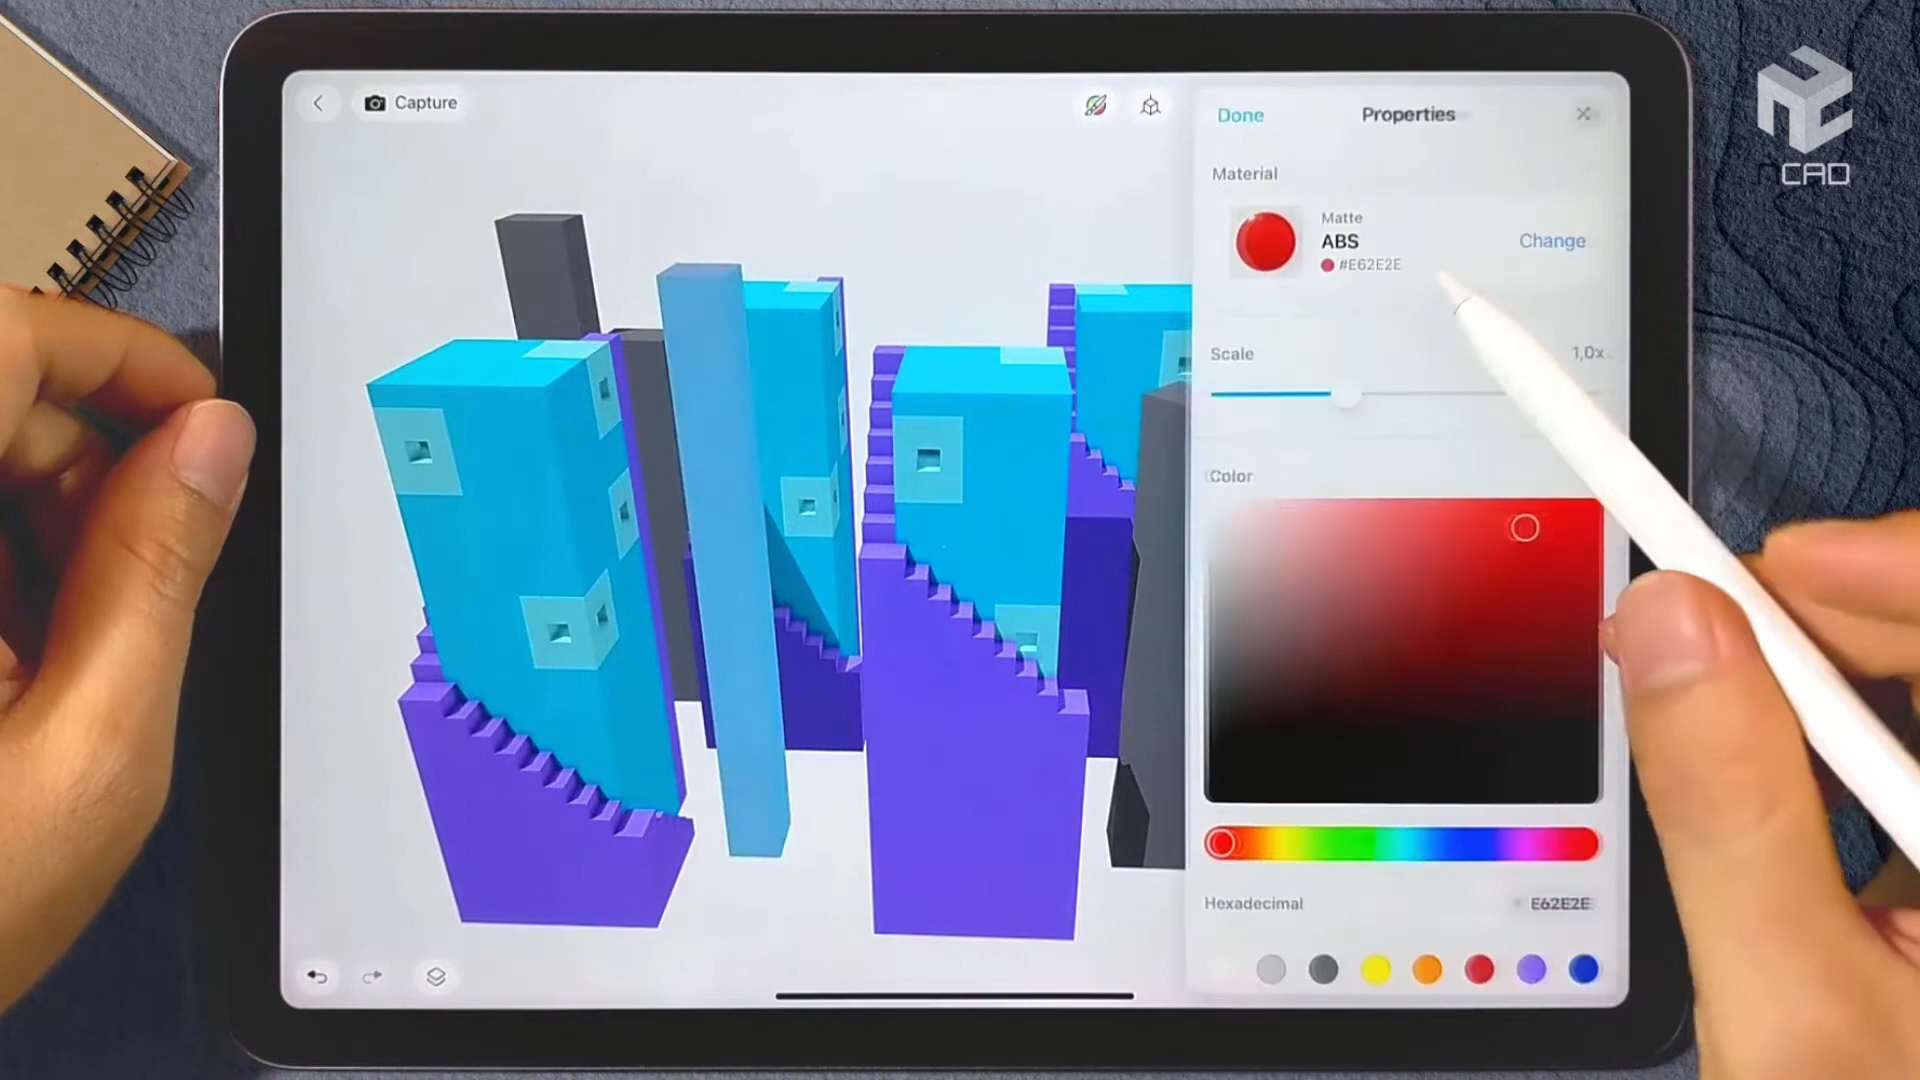 Capture
Done
Properties
Material
Matte
ABS
#E62E2E
Change
Scale
1,0x
Color
Hexadecimal
E62E2E
nCAD